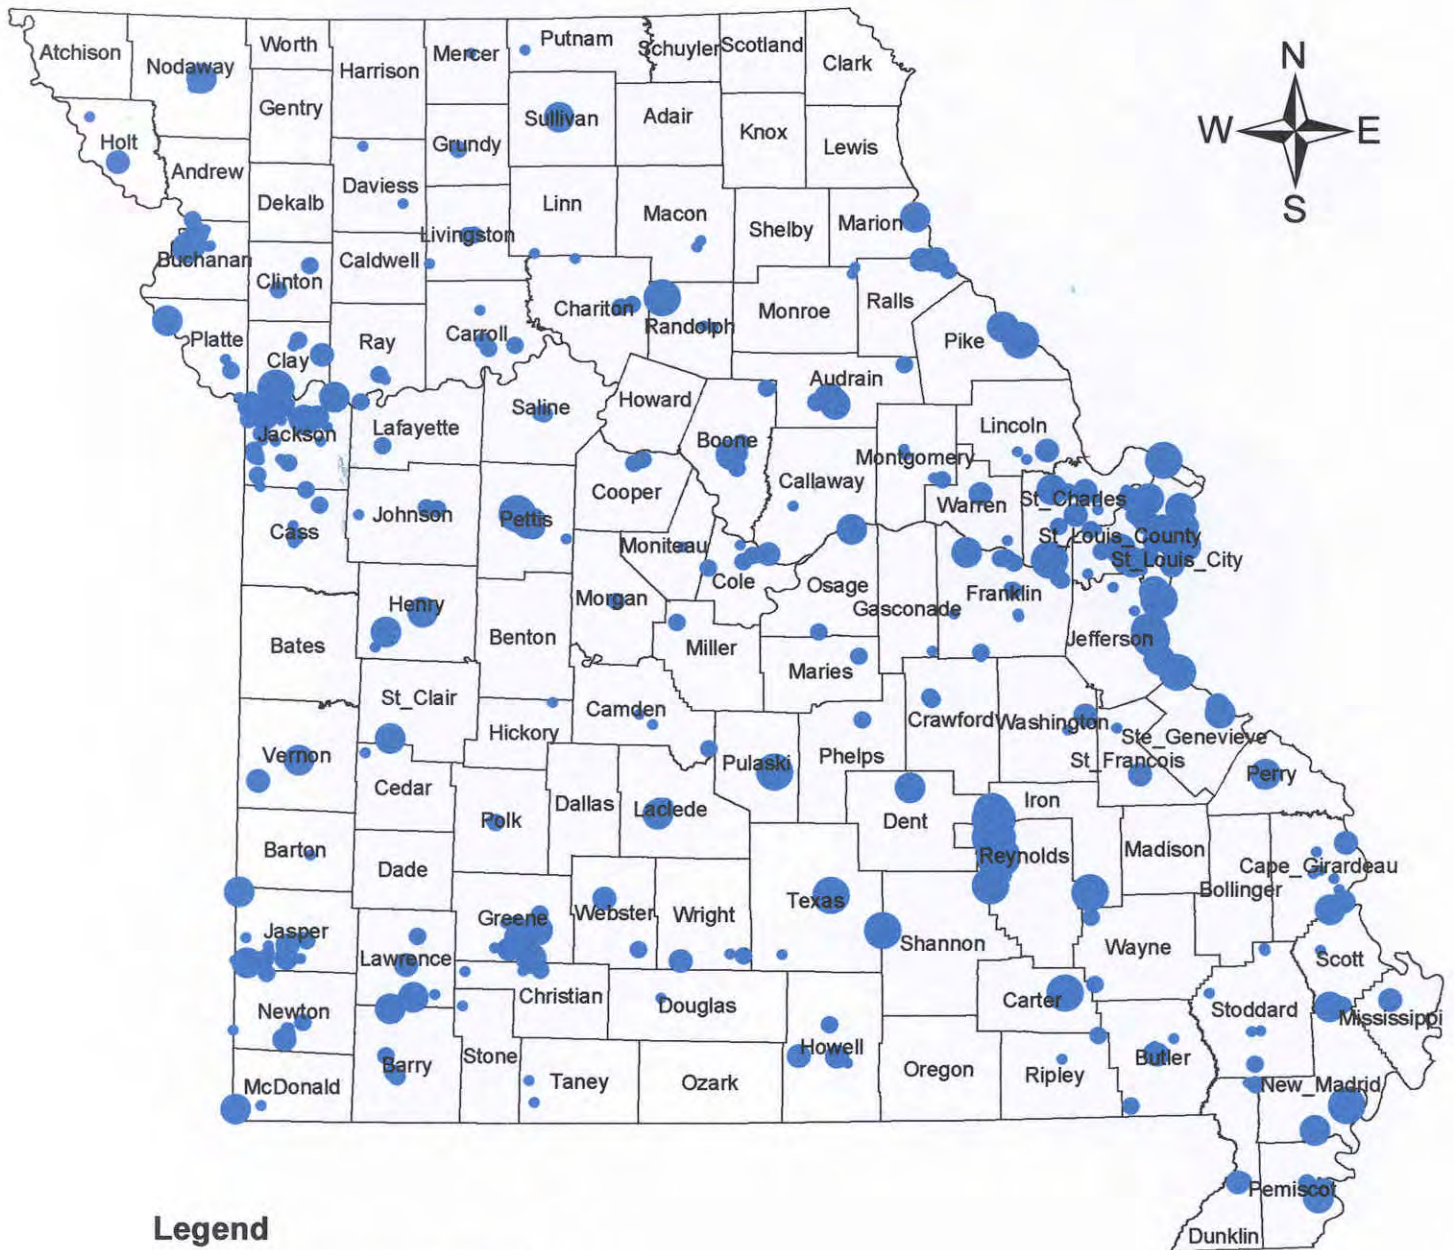 N
W E
S
Atchison
Nodaway
Worth
Harrison
Mercer
Putnam
Schuyler
Scotland
Clark
Gentry
Holt
Sullivan
Adair
Knox
Lewis
Andrew
Grundy
Dekalb
Daviess
Linn
Macon
Shelby
Marion
Livingston
Buchanan
Clinton
Caldwell
Chariton
Randolph
Monroe
Ralls
Platte
Clay
Ray
Carroll
Pike
Audrain
Saline
Howard
Jackson
Lafayette
Boone
Lincoln
Montgomery
Callaway
Cooper
Warren
St_Charles
Johnson
Pettis
Cass
Moniteau
St_Louis_County
St_Louis_City
Cole
Osage
Franklin
Henry
Morgan
Gasconade
Bates
Benton
Miller
Jefferson
Maries
St_Clair
Camden
Crawford
Washington
Hickory
Ste_Genevieve
Vernon
Pulaski
Phelps
St_Francois
Perry
Cedar
Dallas
Laclede
Iron
Polk
Dent
Barton
Reynolds
Madison
Dade
Cape_Girardeau
Bollinger
Texas
Greene
Webster
Wright
Jasper
Shannon
Wayne
Lawrence
Scott
Christian
Douglas
Carter
Newton
Stoddard
Mississippi
Howell
Stone
Barry
Butler
Oregon
Ripley
McDonald
Taney
Ozark
New_Madrid
Pemiscot
Dunklin
Legend